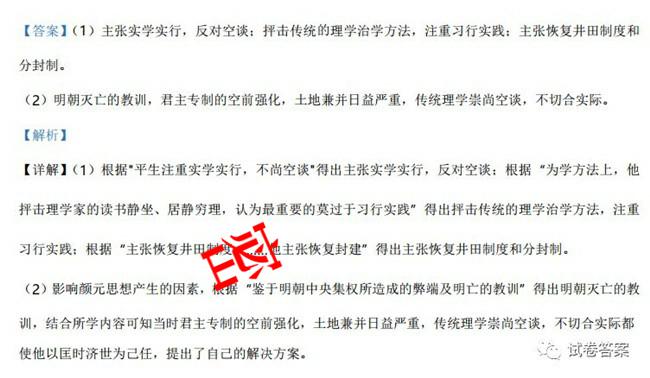 【答案】（1）主张实学实行，反对空谈；抨击传统的理学治学方法，注重习行实践；主张恢复井田制度和
分封制。
（2）明朝灭亡的教训，君主专制的空前强化，土地兼并日益严重，传统理学崇尚空谈，不切合实际。
【解析】
【详解】（1）根据"平生注重实学实行，不尚空谈"得出主张实学实行，反对空谈；根据“为学方法上，他
抨击理学家的读书静坐、居静穷理，认为最重要的莫过于习行实践”得出抨击传统的理学治学方法，注重
习行实践；根据“主张恢复井田制度 他主张恢复封建”得出主张恢复井田制度和分封制。
（2）影响颜元思想产生的因素，根据“鉴于明朝中央集权所造成的弊端及明亡的教训”得出明朝灭亡的教
训，结合所学内容可知当时君主专制的空前强化，土地兼并日益严重，传统理学崇尚空谈，不切合实际都
使他以匡时济世为己任，提出了自己的解决方案。
试卷答案